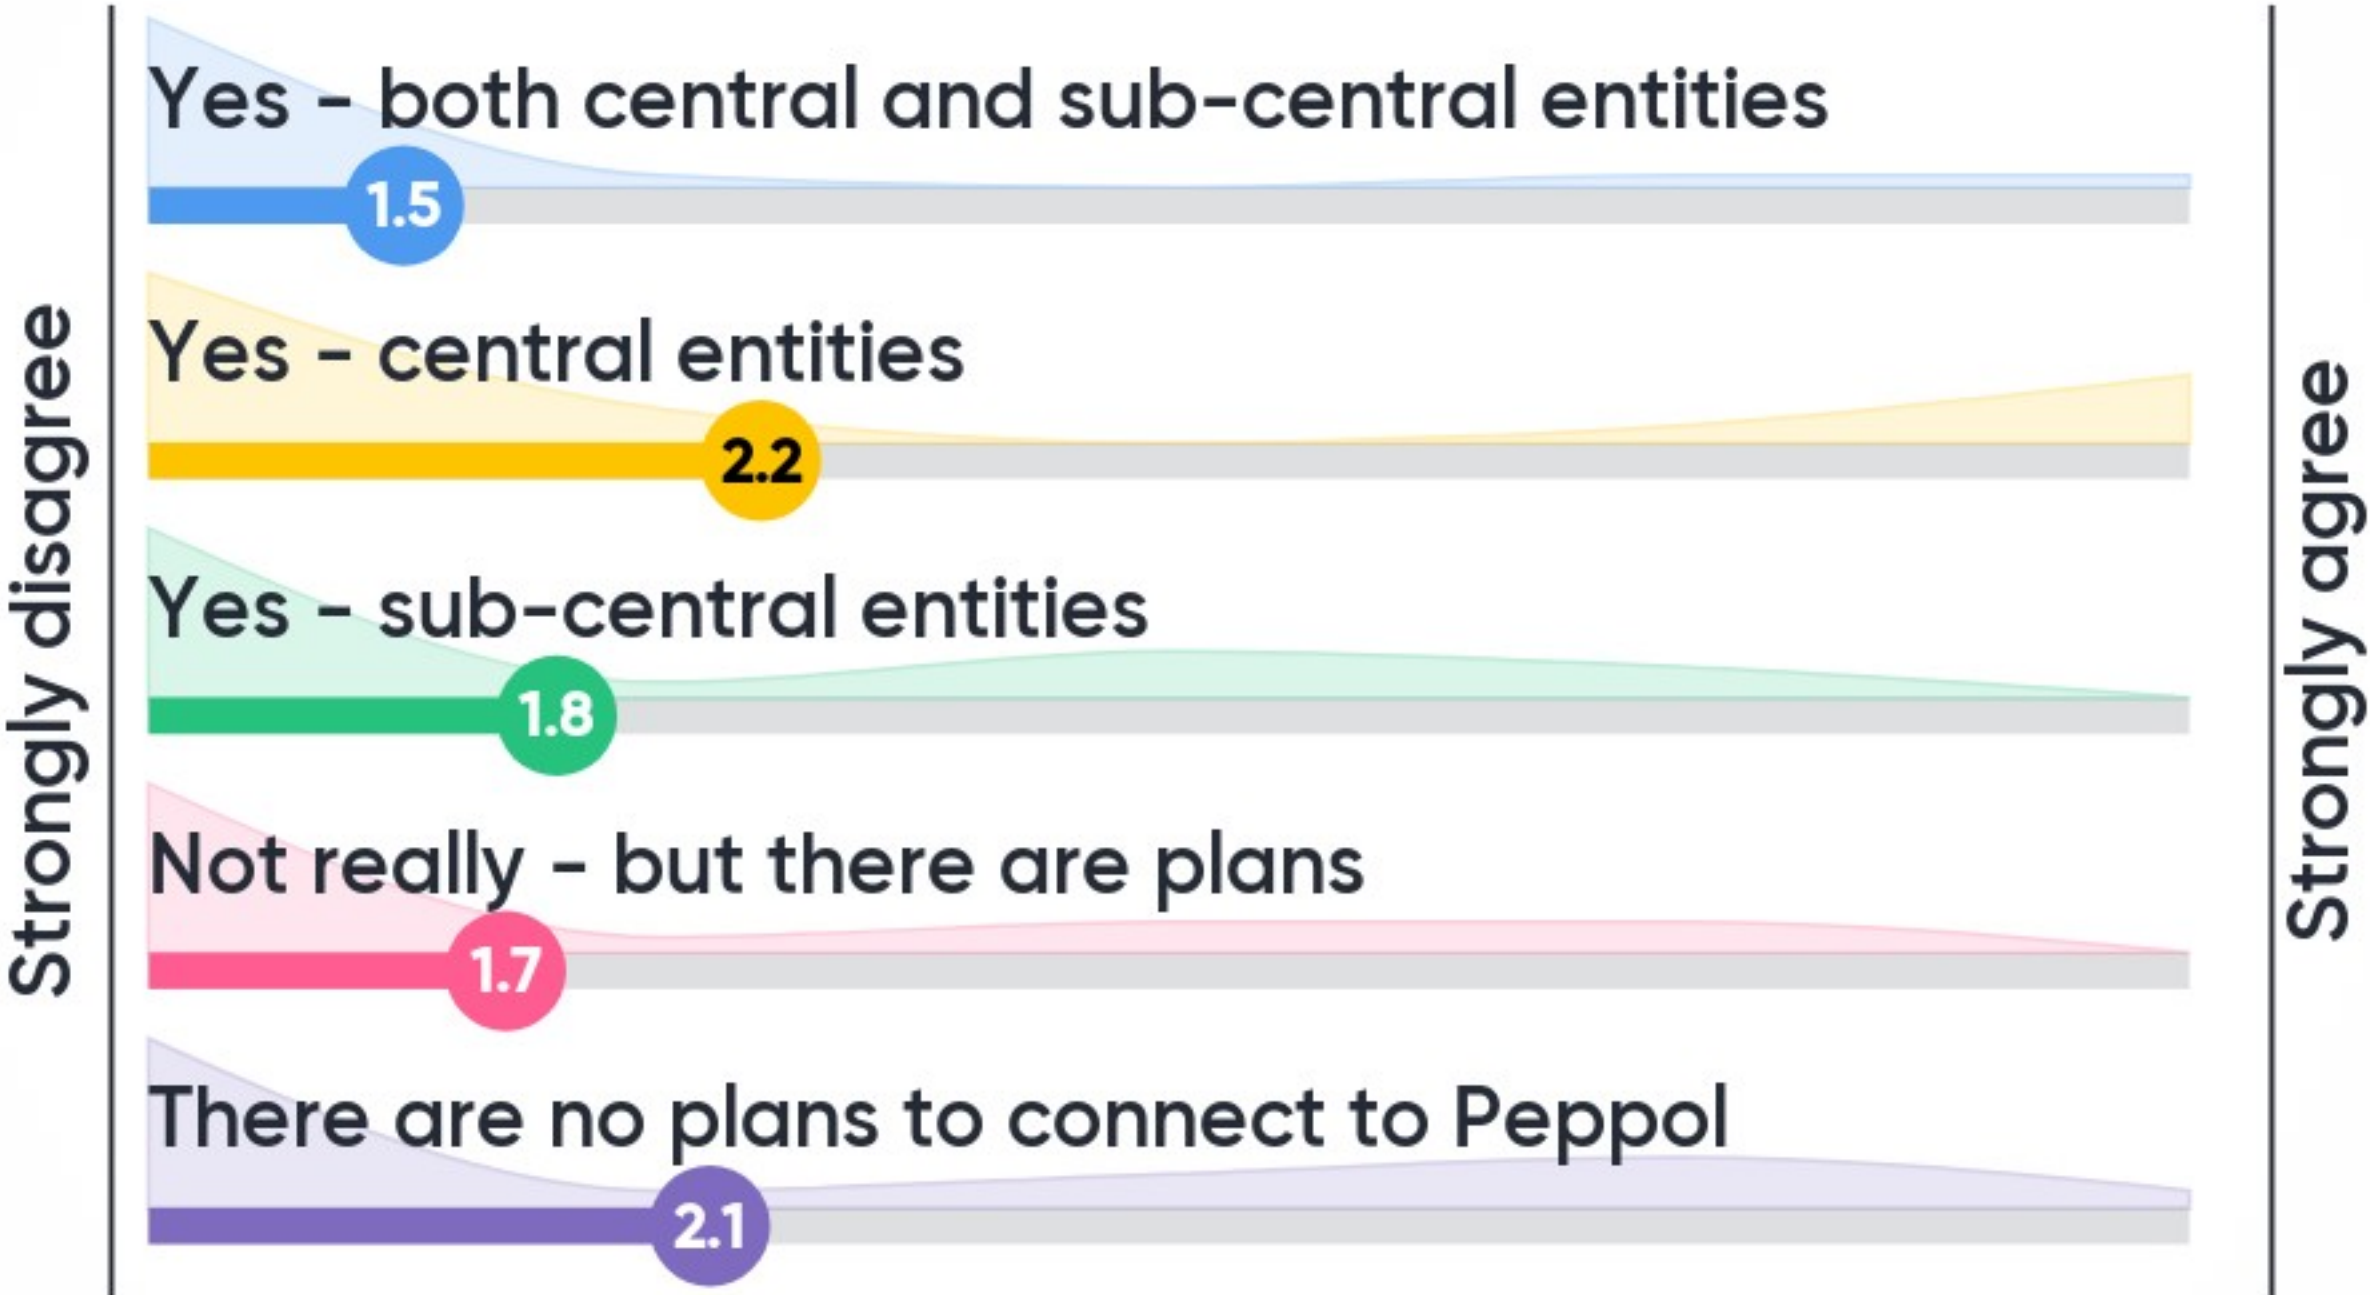 Strongly disagree
Yes - both central and sub-central entities
1.5
Yes - central entities
2.2
Yes - sub-central entities
1.8
Not really - but there are plans
1.7
There are no plans to connect to Peppol
2.1
Strongly agree